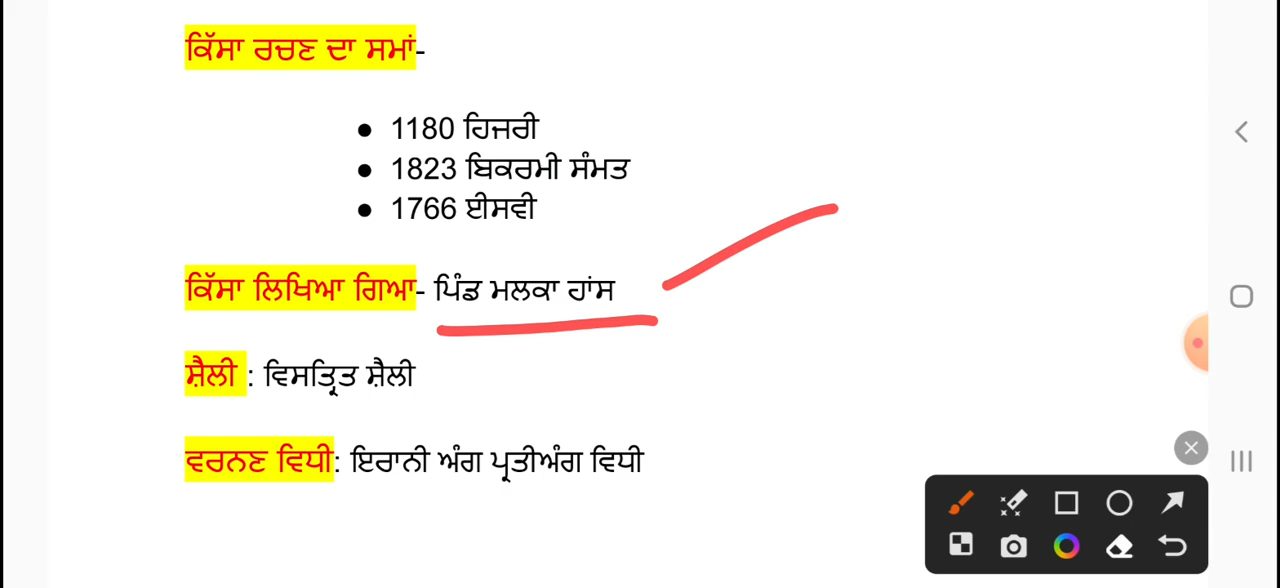 ਕਿੱਸਾ ਰਚਣ ਦਾ ਸਮਾਂ-
● 1180 ਹਿਜਰੀ
● 1823 ਬਿਕਰਮੀ ਸੰਮਤ
● 1766 ਈਸਵੀ
ਕਿੱਸਾ ਲਿਖਿਆ ਗਿਆ- ਪਿੰਡ ਮਲਕਾ ਹਾਂਸ
ਸ਼ੈਲੀ : ਵਿਸਤ੍ਰਿਤ ਸ਼ੈਲੀ
ਵਰਨਣ ਵਿਧੀ: ਇਰਾਨੀ ਅੰਗ ਪ੍ਰਤੀਅੰਗ ਵਿਧੀ